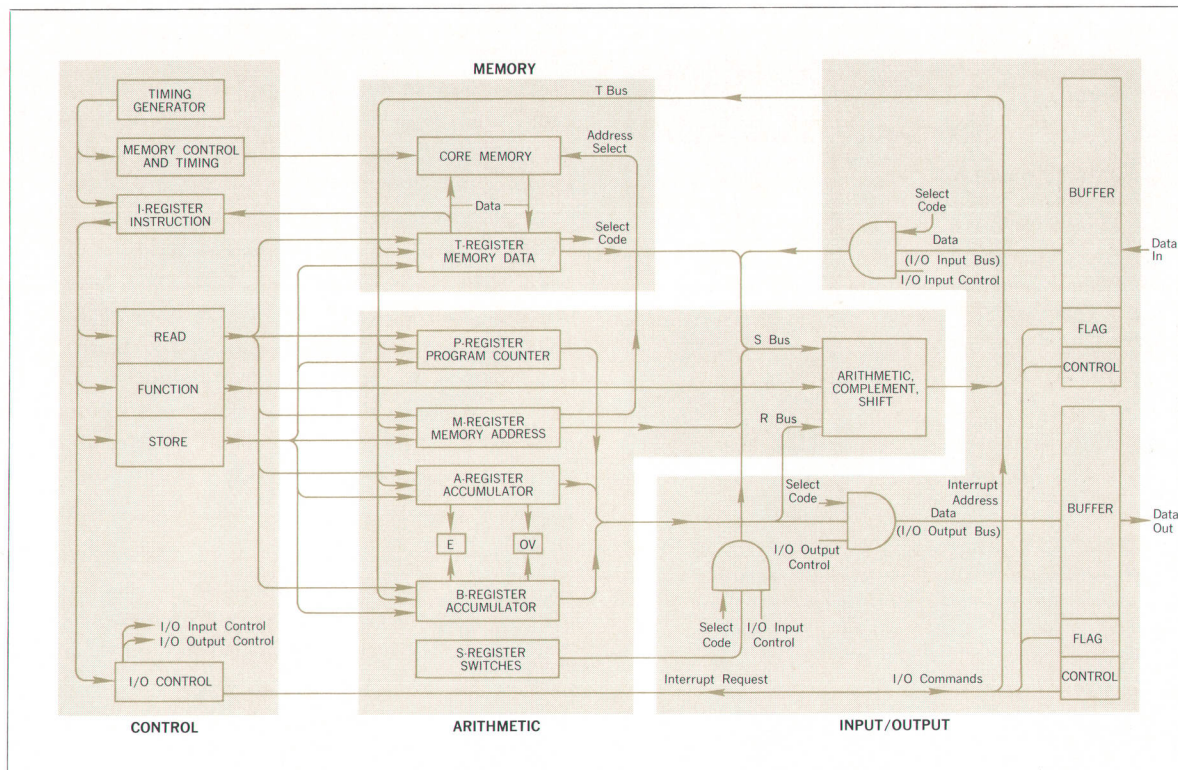 MEMORY
TIMING
GENERATOR
MEMORY CONTROL
AND TIMING
I-REGISTER
INSTRUCTION
READ
FUNCTION
STORE
I/O Input Control
I/O Output Control
I/O CONTROL
CONTROL
T Bus
CORE MEMORY
Address
Select
Data
T-REGISTER
MEMORY DATA
Select
Code
P-REGISTER
PROGRAM COUNTER
M-REGISTER
MEMORY ADDRESS
A-REGISTER
ACCUMULATOR
E
OV
B-REGISTER
ACCUMULATOR
S-REGISTER
SWITCHES
ARITHMETIC
S Bus
R Bus
ARITHMETIC,
COMPLEMENT,
SHIFT
Select
Code
Data
(I/O Input Bus)
I/O Input Control
BUFFER
Data
In
FLAG
CONTROL
Select
Code
Interrupt
Address
Data
(I/O Output Bus)
I/O Output
Control
Select
Code
I/O Input
Control
BUFFER
Data
Out
FLAG
CONTROL
Interrupt Request
I/O Commands
INPUT/OUTPUT